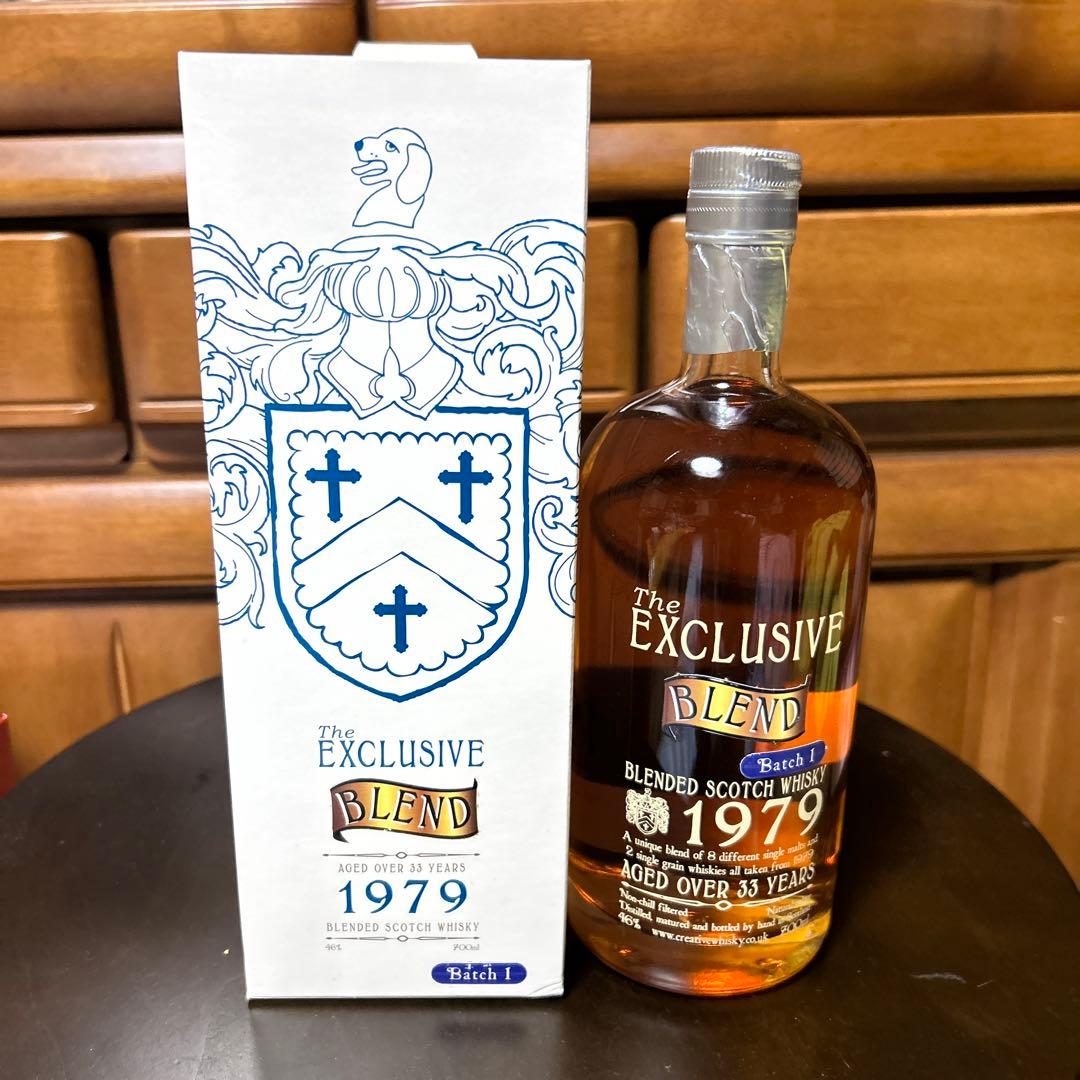 The
EXCLUSIVE
BLEND
AGED OVER 33 YEARS
1979
BLENDED SCOTCH WHISKY
46% 700ml
Batch 1
The
EXCLUSIVE
BLEND
Batch 1
BLENDED SCOTCH WHISKY
1979
A unique blend of 8 different single malts and
2 single grain whiskies all taken from 1979
AGED OVER 33 YEARS
Non-chill filtered
Distilled, matured and bottled by hand
46% www.creativewhisky.co.uk 700ml